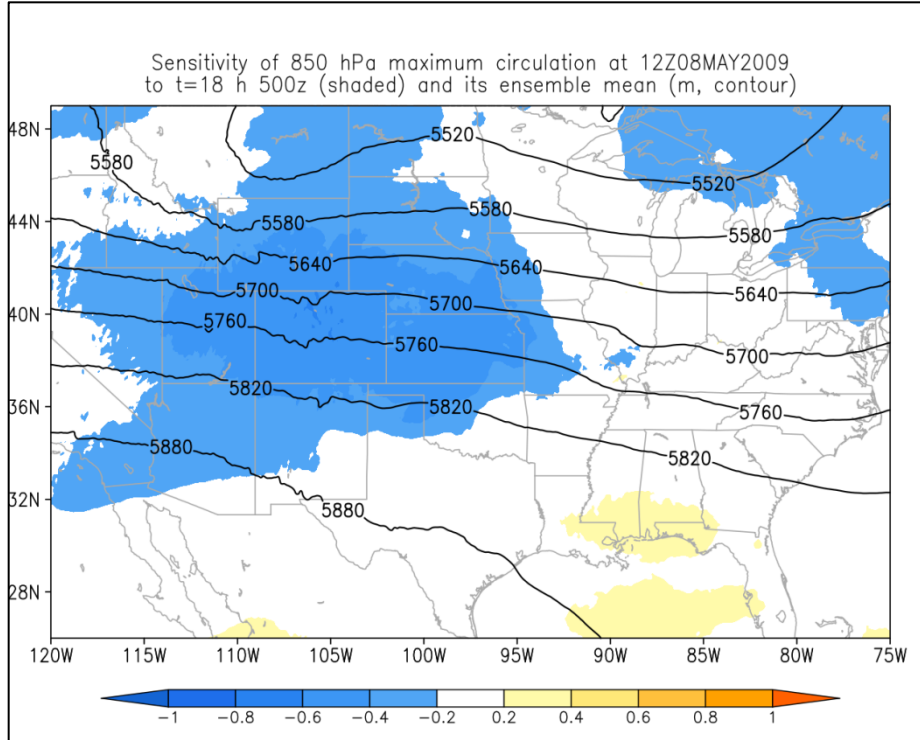 Sensitivity of 850 hPa maximum circulation at 12Z08MAY2009
to t=18 h 500z (shaded) and its ensemble mean (m, contour)
48N
44N
40N
36N
32N
28N
5580
5520
5520
5580
5580
5640
5640
5640
5700
5700
5700
5760
5760
5760
5820
5820
5820
5880
5880
120W 115W 110W 105W 100W 95W 90W 85W 80W 75W
-1 -0.8 -0.6 -0.4 -0.2 0.2 0.4 0.6 0.8 1